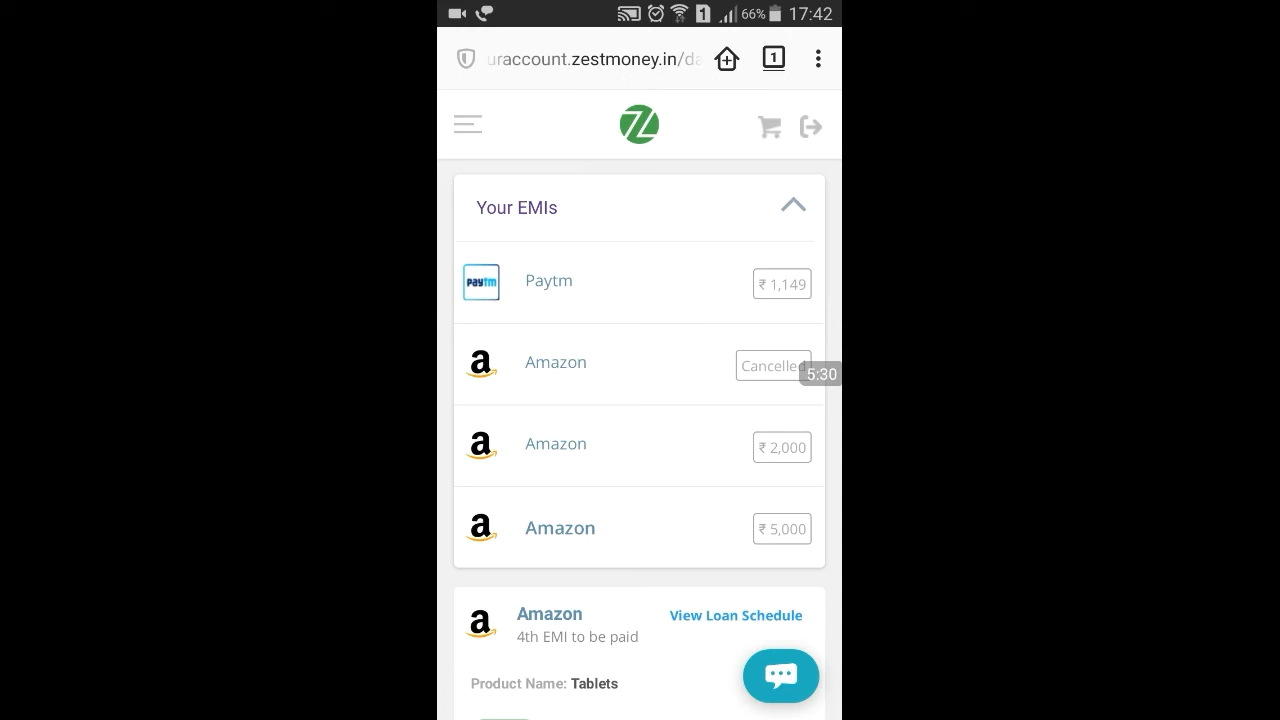 1 66% 17:42
uraccount.zestmoney.in/da 1
Your EMIs
Paytm Paytm ₹ 1,149
a Amazon Cancelled
5:30
a Amazon ₹ 2,000
a Amazon ₹ 5,000
a Amazon View Loan Schedule
4th EMI to be paid
Product Name: Tablets